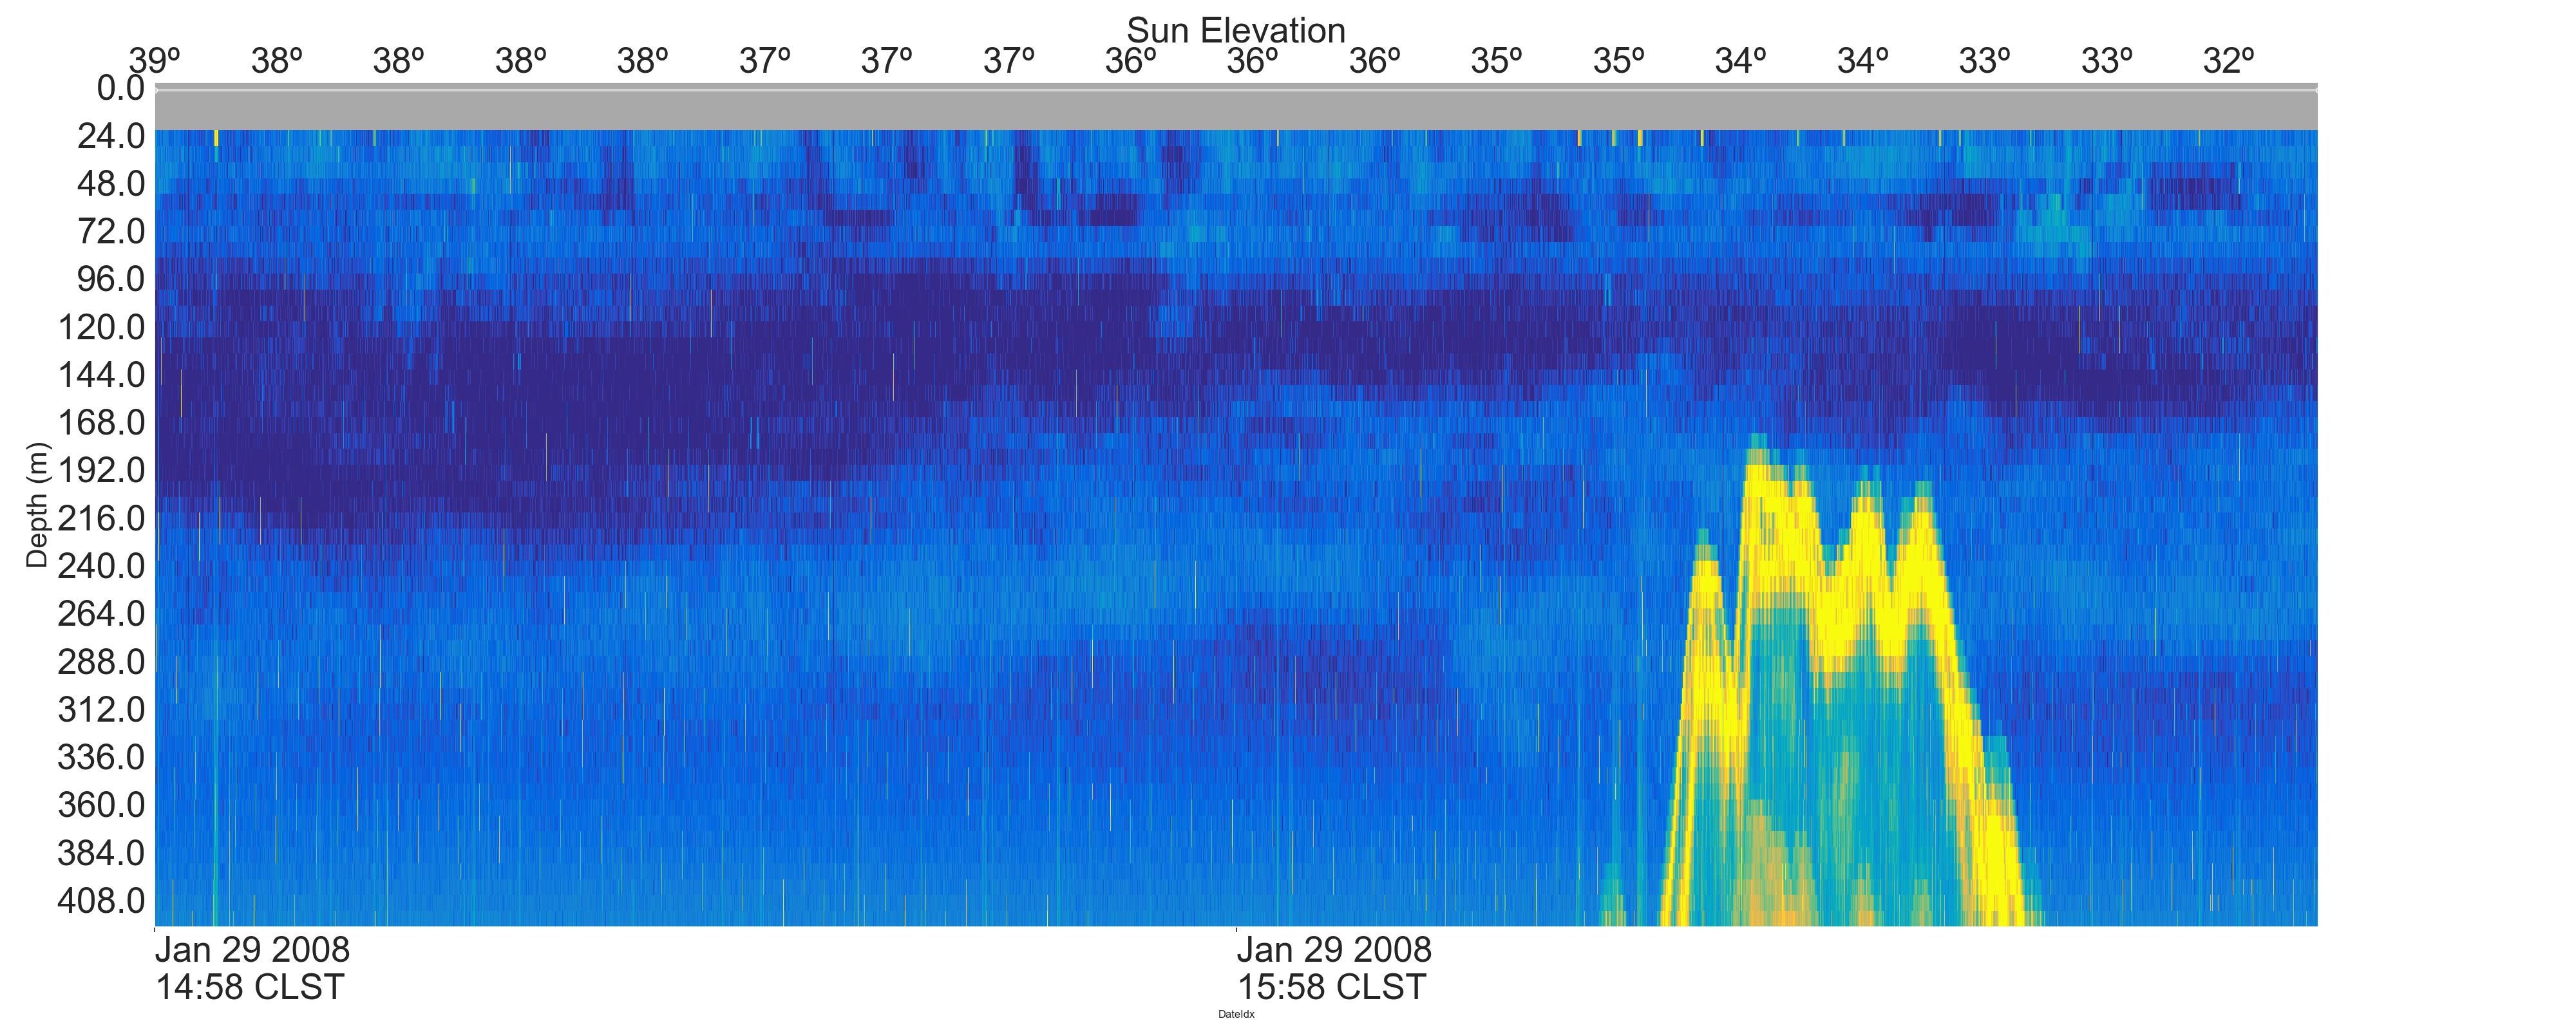 Sun Elevation
39º 38º 38º 38º 38º 37º 37º 37º 36º 36º 36º 35º 35º 34º 34º 33º 33º 32º
0.0
24.0
48.0
72.0
96.0
120.0
144.0
168.0
192.0
216.0
240.0
264.0
288.0
312.0
336.0
360.0
384.0
408.0
Depth (m)
Jan 29 2008
14:58 CLST
Jan 29 2008
15:58 CLST
DateIdx